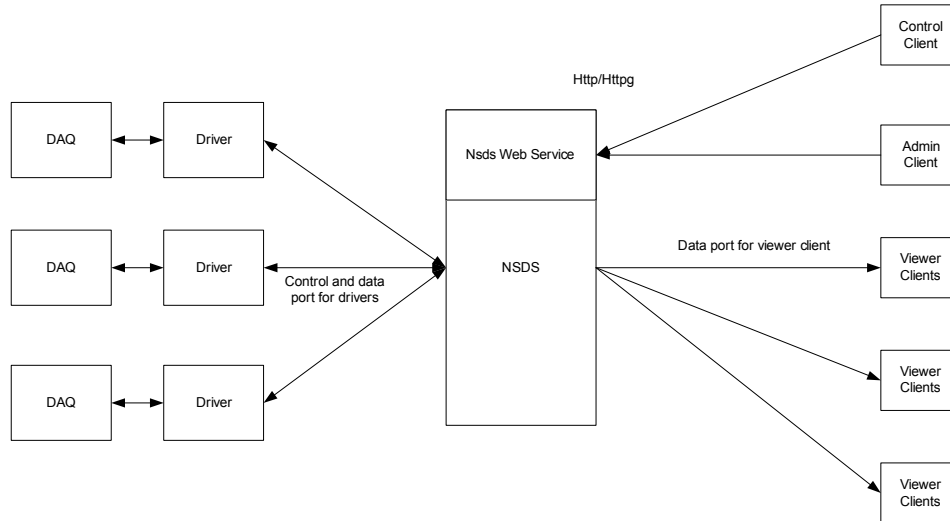 Control
Client
Http/Httpg
DAQ
Driver
Nsds Web Service
Admin
Client
DAQ
Driver
Control and data
port for drivers
NSDS
Data port for viewer client
Viewer
Clients
DAQ
Driver
Viewer
Clients
Viewer
Clients